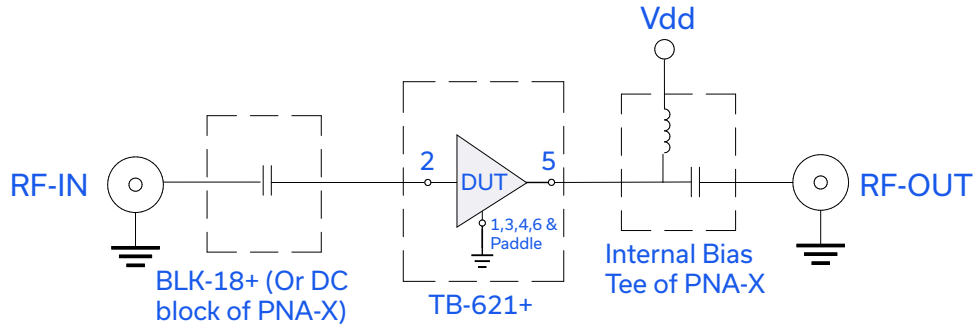 Vdd
RF-IN
2
DUT
5
RF-OUT
1,3,4,6 &
Paddle
BLK-18+ (Or DC
block of PNA-X)
TB-621+
Internal Bias
Tee of PNA-X